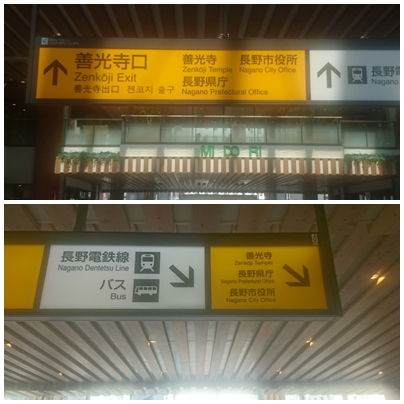 善光寺口
Zenkōji Exit
善光寺出口 젠코지 출구
善光寺 長野市役所
Zenkōji Temple Nagano City Office
長野県庁
Nagano Prefectural Office
長野電
Nagano
MIDORI
長野電鉄線
Nagano Dentetsu Line
バス
Bus
善光寺
Zenkōji Temple
長野県庁
Nagano Prefectural Office
長野市役所
Nagano City Office